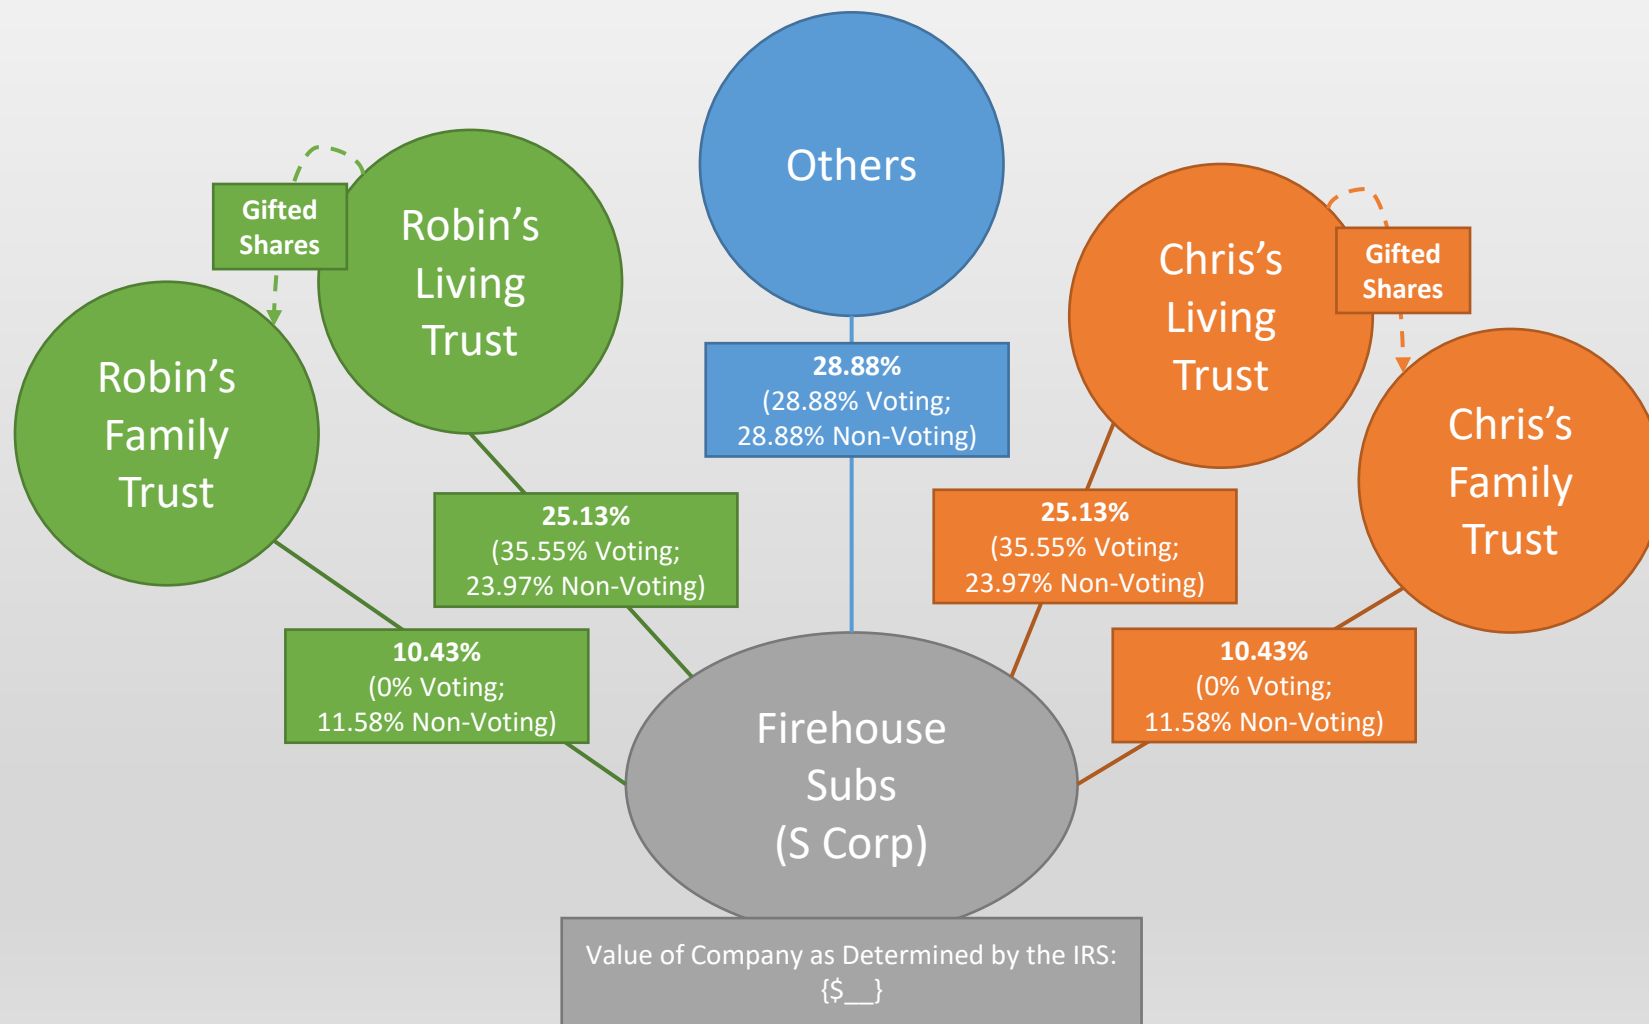 Others
Gifted
Shares
Robin's
Living
Trust
Chris's
Living
Trust
Gifted
Shares
Robin's
Family
Trust
Chris's
Family
Trust
28.88%
(28.88% Voting;
28.88% Non-Voting)
25.13%
(35.55% Voting;
23.97% Non-Voting)
25.13%
(35.55% Voting;
23.97% Non-Voting)
10.43%
(0% Voting;
11.58% Non-Voting)
10.43%
(0% Voting;
11.58% Non-Voting)
Firehouse
Subs
(S Corp)
Value of Company as Determined by the IRS:
{$__}